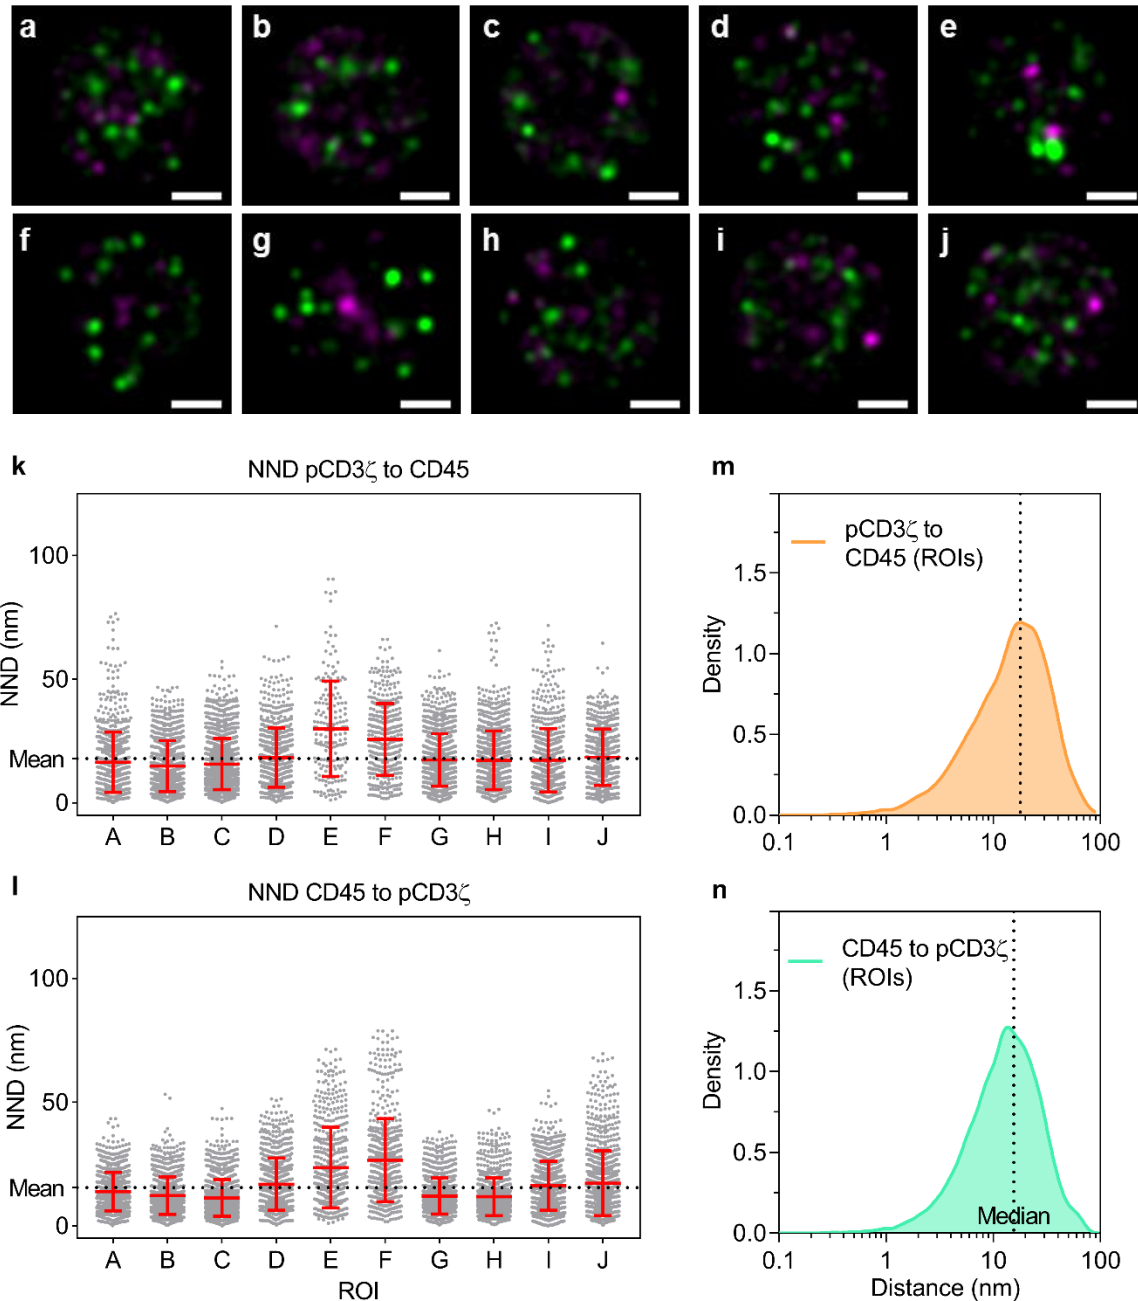 a b c d e
f g h i j
k
NND pCD3ζ to CD45
100
50
Mean
0
NND (nm)
A B C D E F G H I J
m
pCD3ζ to
CD45 (ROIs)
1.5
1.0
0.5
0.0
Density
0.1 1 10 100
l
NND CD45 to pCD3ζ
100
50
Mean
0
NND (nm)
A B C D E F G H I J
ROI
n
CD45 to pCD3ζ
(ROIs)
1.5
1.0
0.5
0.0
Density
Median
0.1 1 10 100
Distance (nm)